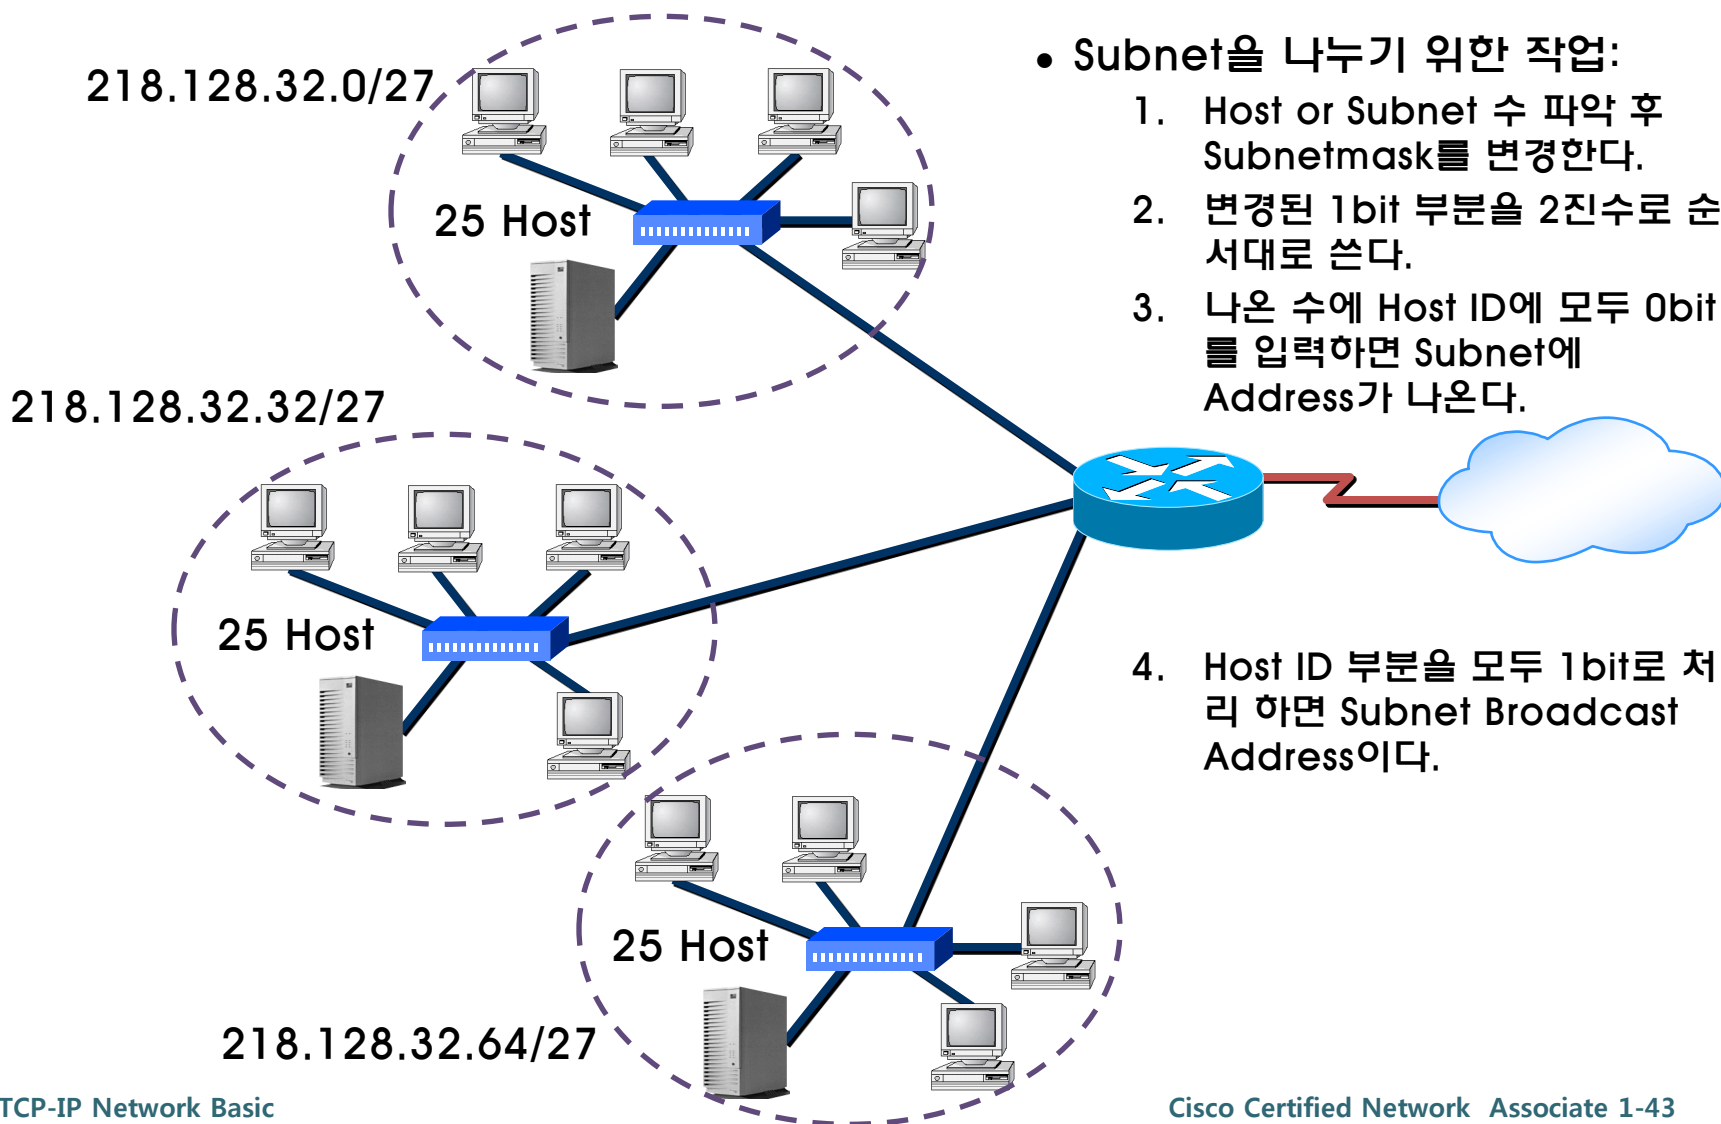 218.128.32.0/27
25 Host
218.128.32.32/27
25 Host
25 Host
218.128.32.64/27
• Subnet을 나누기 위한 작업:
1. Host or Subnet 수 파악 후
Subnetmask를 변경한다.
2. 변경된 1bit 부분을 2진수로 순
서대로 쓴다.
3. 나온 수에 Host ID에 모두 0bit
를 입력하면 Subnet에
Address가 나온다.
4. Host ID 부분을 모두 1bit로 처
리 하면 Subnet Broadcast
Address이다.
TCP-IP Network Basic
Cisco Certified Network Associate 1-43